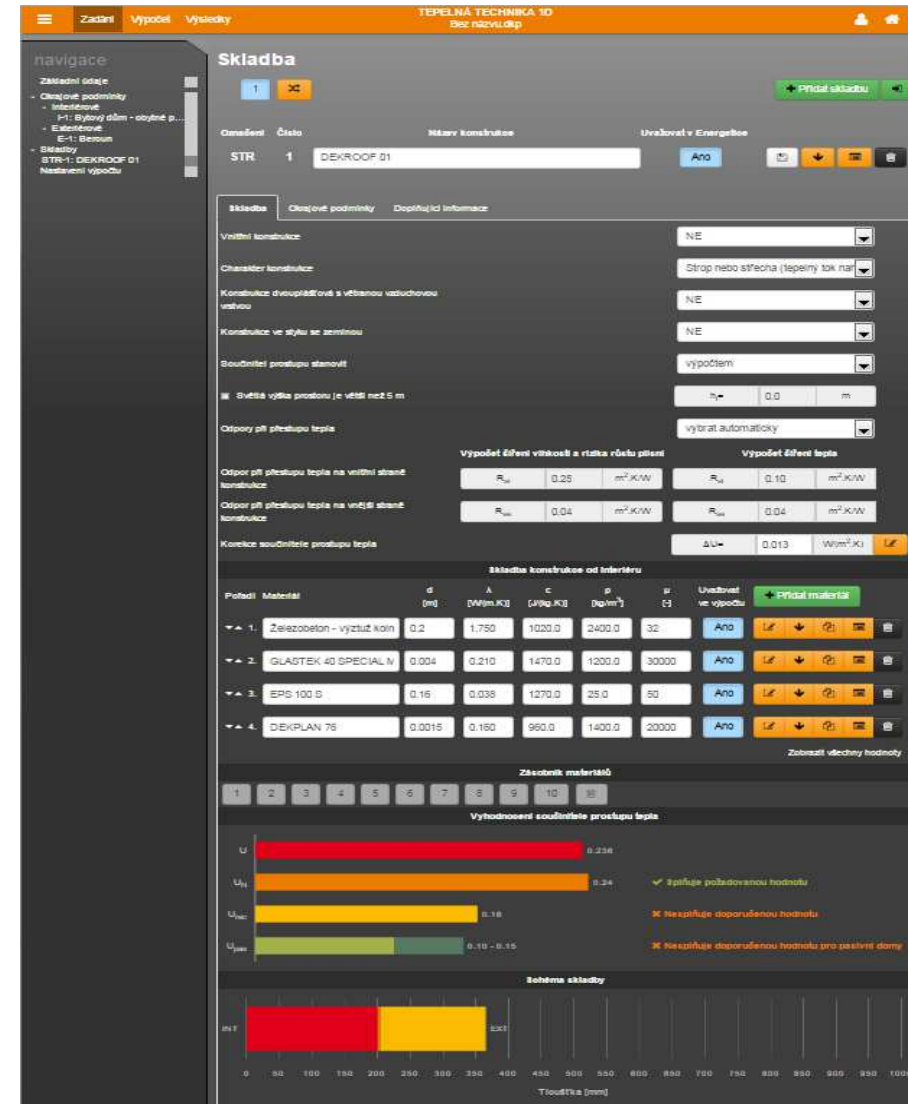 TEPELNÁ TECHNIKA 1D
Zadání Výpočet Výsledky
Bez názvu.dkp
navigace
Základní údaje
Okrajové podmínky
Interiérové
I-1: Bytový dům - obytné p...
Exteriérové
E-1: Beroun
Skladby
STR-1: DEKROOF 01
Nastavení výpočtu
Skladba
1
Přidat skladbu
Označení Číslo Název konstrukce Uvažovat v Energetice
STR 1 DEKROOF 01 Ano
Skladba Okrajové podmínky Doplňující informace
Vnitřní konstrukce NE
Charakter konstrukce Strop nebo střecha (tepelný tok nah
Konstrukce dvouplášťová s větranou vzduchovou vrstvou NE
Konstrukce ve styku se zeminou NE
Součinitel prostupu stanovit výpočtem
Světlá výška prostoru je větší než 5 m 0.0 m
Odpory při přestupu tepla vybrat automaticky
Výpočet šíření vlhkosti a rizika růstu plísní Výpočet šíření tepla
Odpor při přestupu tepla na vnitřní straně konstrukce 0.25 m².K/W 0.10 m².K/W
Odpor při přestupu tepla na vnější straně konstrukce 0.04 m².K/W 0.04 m².K/W
Korekce součinitele prostupu tepla ΔU= 0.013 W/(m².K)
Skladba konstrukce od interiéru
Pořadí Materiál d [m] λ [W/(m.K)] c [J/(kg.K)] ρ [kg/m³] μ [-] Uvažovat ve výpočtu Přidat materiál
1. Železobeton - výztuž kolm 0.2 1.750 1020.0 2400.0 32 Ano
2. GLASTEK 40 SPECIAL M 0.004 0.210 1470.0 1200.0 30000 Ano
3. EPS 100 S 0.16 0.038 1270.0 25.0 50 Ano
4. DEKPLAN 76 0.0015 0.160 960.0 1400.0 20000 Ano
Zobrazit všechny hodnoty
Zásobník materiálů
1 2 3 4 5 6 7 8 9 10
Vyhodnocení součinitele prostupu tepla
U 0.236
U_N 0.24 Splňuje požadovanou hodnotu
U_rec 0.16 Nesplňuje doporučenou hodnotu
U_pas 0.10 - 0.15 Nesplňuje doporučenou hodnotu pro pasivní domy
Schéma skladby
INT EXT
0 50 100 150 200 250 300 350 400 450 500 550 600 650 700 750 800 850 900 950 1000
Tloušťka [mm]